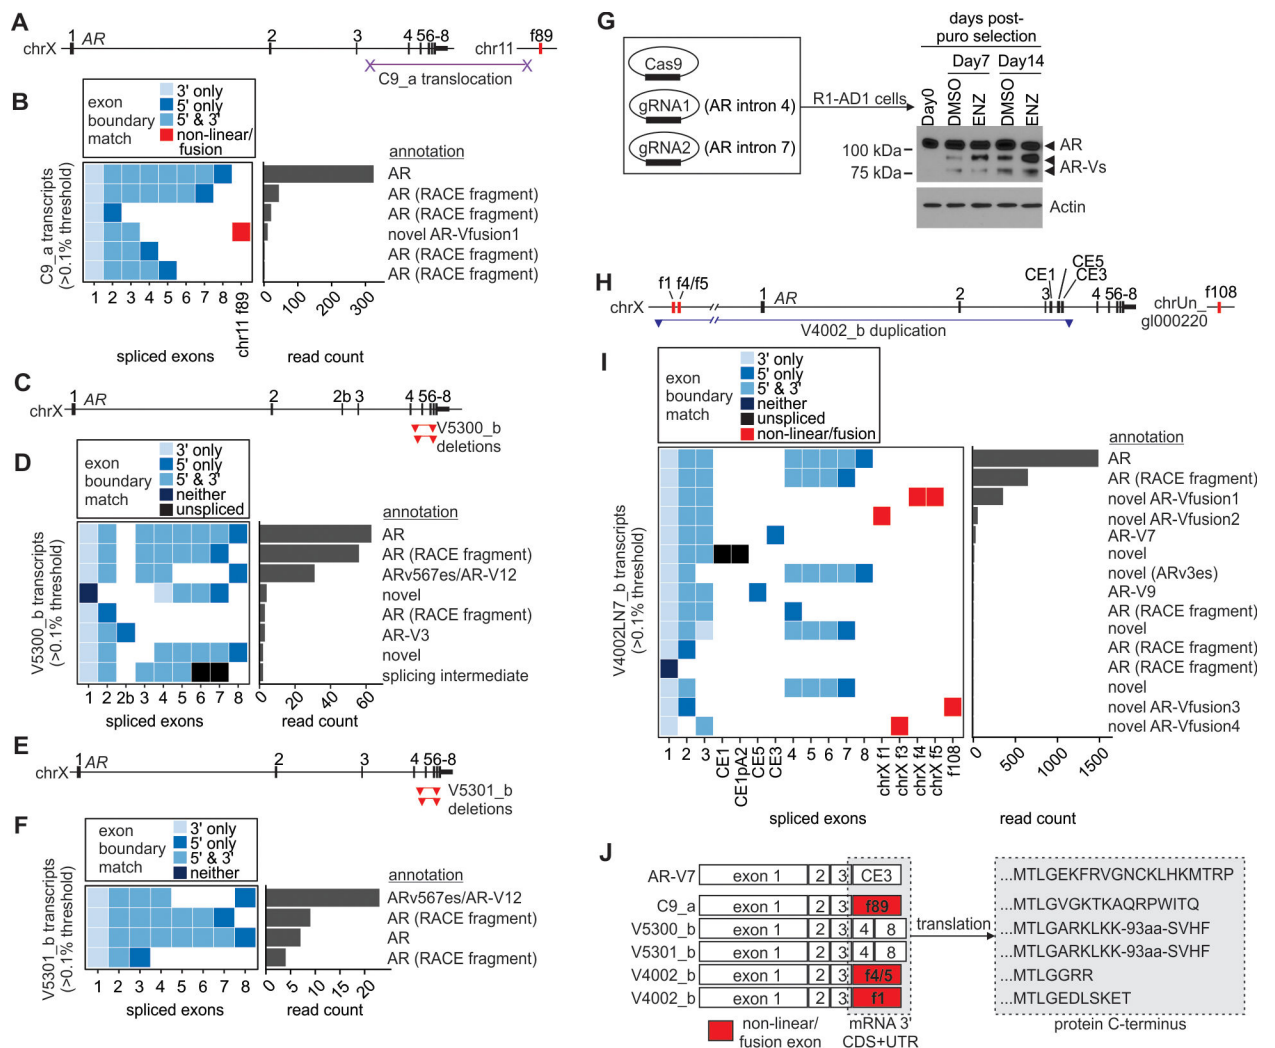 A
chrX
1
AR
2
3
4
56-8
chr11
f89
C9_a translocation
B
exon
boundary
match
3' only
5' only
5' & 3'
non-linear/
fusion
C9_a transcripts
(>0.1% threshold)
annotation
AR
AR (RACE fragment)
AR (RACE fragment)
novel AR-Vfusion1
AR (RACE fragment)
AR (RACE fragment)
1 2 3 4 5 6 7 8 chr11 f89
0 100 200 300
spliced exons
read count
C
chrX
1
AR
2
2b 3
4 56-8
V5300_b
deletions
D
exon
boundary
match
3' only
5' only
5' & 3'
neither
unspliced
V5300_b transcripts
(>0.1% threshold)
annotation
AR
AR (RACE fragment)
ARv567es/AR-V12
novel
AR (RACE fragment)
AR-V3
novel
splicing intermediate
1 2 2b 3 4 5 6 7 8
0 20 40 60
spliced exons
read count
E
chrX
1
AR
2
3
4 56-8
V5301_b
deletions
F
exon
boundary
match
3' only
5' only
5' & 3'
neither
V5301_b transcripts
(>0.1% threshold)
annotation
ARv567es/AR-V12
AR (RACE fragment)
AR
AR (RACE fragment)
1 2 3 4 5 6 7 8
0 5 10 15 20
spliced exons
read count
G
Cas9
gRNA1 (AR intron 4)
gRNA2 (AR intron 7)
R1-AD1 cells
days post-
puro selection
Day7 Day14
Day0 DMSO ENZ DMSO ENZ
100 kDa
75 kDa
AR
AR-Vs
Actin
H
chrX
f1 f4/f5
1
AR
2
3
CE1
CE5
CE3
4 56-8
chrUn_
gl000220
f108
V4002_b duplication
I
exon
boundary
match
3' only
5' only
5' & 3'
neither
unspliced
non-linear/fusion
V4002LN7_b transcripts
(>0.1% threshold)
annotation
AR
AR (RACE fragment)
novel AR-Vfusion1
novel AR-Vfusion2
AR-V7
novel
novel (ARv3es)
AR-V9
AR (RACE fragment)
novel
AR (RACE fragment)
AR (RACE fragment)
novel
novel AR-Vfusion3
novel AR-Vfusion4
1 2 3 CE1 CE1pA2 CE5 CE3 4 5 6 7 8 chrX f1 chrX f3 chrX f4 chrX f5 f108
0 500 1000 1500
spliced exons
read count
J
AR-V7 exon 1 2 3 CE3
C9_a exon 1 2 3 f89
V5300_b exon 1 2 3 4 8
V5301_b exon 1 2 3 4 8
V4002_b exon 1 2 3 f4/5
V4002_b exon 1 2 3 f1
non-linear/
fusion exon
mRNA 3'
CDS+UTR
translation
...MTLGEKFRVGNCKLHKMTRP
...MTLGVGKTKAQRPWITQ
...MTLGARKLKK-93aa-SVHF
...MTLGARKLKK-93aa-SVHF
...MTLGGRR
...MTLGEDLSKET
protein C-terminus